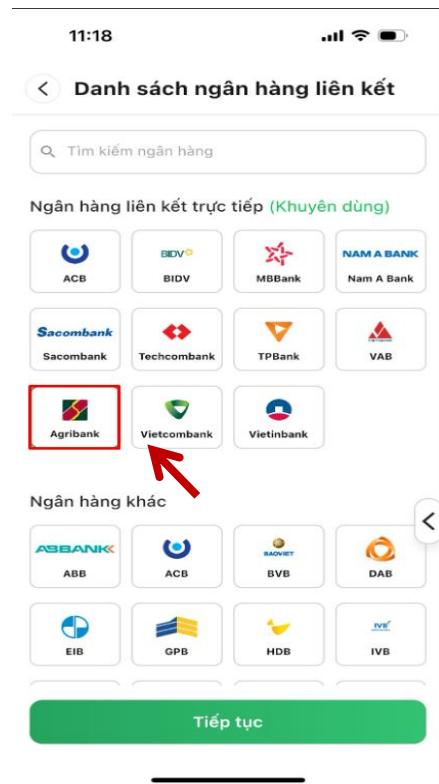 11:18
Danh sách ngân hàng liên kết
Tìm kiếm ngân hàng
Ngân hàng liên kết trực tiếp (Khuyên dùng)
BIDV NAM A BANK
ACB BIDV MBBank Nam A Bank
Sacombank
Sacombank Techcombank TPBank VAB
Agribank Vietcombank Vietinbank
Ngân hàng khác
ABBANK BAOVIET
ABB ACB BVB DAB
IVB
EIB GPB HDB IVB
Tiếp tục